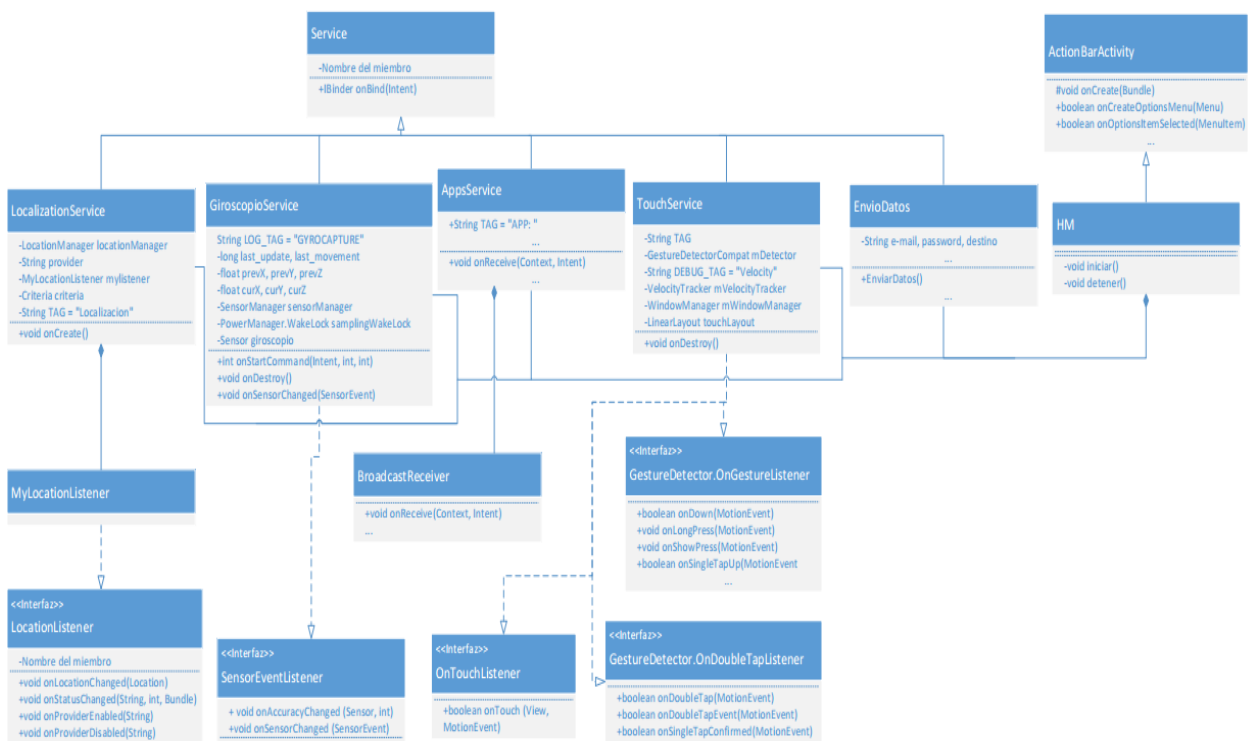 Service
-Nombre del miembro
+IBinder onBind(Intent)
ActionBarActivity
#void onCreate(Bundle)
+boolean onCreateOptionsMenu(Menu)
+boolean onOptionsItemSelected(MenuItem)
...
LocalizationService
-LocationManager locationManager
-String provider
-MyLocationListener mylistener
-Criteria criteria
-String TAG = "Localizacion"
+void onCreate()
GiroscopioService
String LOG_TAG = "GYROCAPTURE"
-long last_update, last_movement
-float prevX, prevY, prevZ
-float curX, curY, curZ
-SensorManager sensorManager
-PowerManager.WakeLock samplingWakeLock
-Sensor giroscopio
+int onStartCommand(Intent, int, int)
+void onDestroy()
+void onSensorChanged(SensorEvent)
AppsService
+String TAG = "APP: "
...
+void onReceive(Context, Intent)
...
TouchService
-String TAG
-GestureDetectorCompat mDetector
-String DEBUG_TAG = "Velocity"
-VelocityTracker mVelocityTracker
-WindowManager mWindowManager
-LinearLayout touchLayout
+void onDestroy()
EnvioDatos
-String e-mail, password, destino
...
+EnviarDatos()
...
HM
-void iniciar()
-void detener()
MyLocationListener
BroadcastReceiver
+void onReceive(Context, Intent)
...
<<Interfaz>>
GestureDetector.OnGestureListener
+boolean onDown(MotionEvent)
+void onLongPress(MotionEvent)
+void onShowPress(MotionEvent)
+boolean onSingleTapUp(MotionEvent
...
<<Interfaz>>
LocationListener
-Nombre del miembro
+void onLocationChanged(Location)
+void onStatusChanged(String, int, Bundle)
+void onProviderEnabled(String)
+void onProviderDisabled(String)
<<Interfaz>>
SensorEventListener
+ void onAccuracyChanged (Sensor, int)
+void onSensorChanged (SensorEvent)
<<Interfaz>>
OnTouchListener
+boolean onTouch (View,
MotionEvent)
<<Interfaz>>
GestureDetector.OnDoubleTapListener
+boolean onDoubleTap(MotionEvent)
+boolean onDoubleTapEvent(MotionEvent)
+boolean onSingleTapConfirmed(MotionEvent)